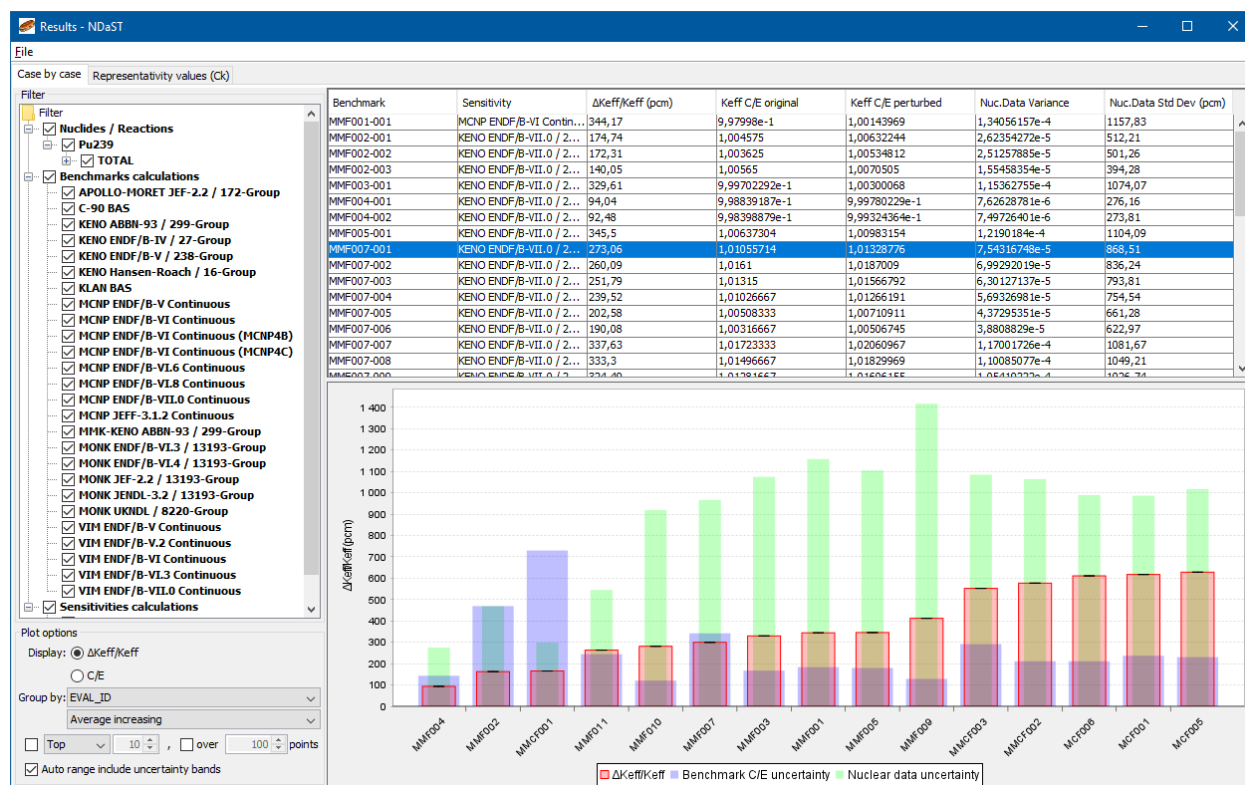 Results - NDaST
File
Case by case Representativity values (Ck)
Filter
Filter
Nuclides / Reactions
Pu239
TOTAL
Benchmarks calculations
APOLLO-MORET JEF-2.2 / 172-Group
C-90 BAS
KENO ABBN-93 / 299-Group
KENO ENDF/B-IV / 27-Group
KENO ENDF/B-V / 238-Group
KENO Hansen-Roach / 16-Group
KLAN BAS
MCNP ENDF/B-V Continuous
MCNP ENDF/B-VI Continuous
MCNP ENDF/B-VI Continuous (MCNP4B)
MCNP ENDF/B-VI Continuous (MCNP4C)
MCNP ENDF/B-VI.6 Continuous
MCNP ENDF/B-VI.8 Continuous
MCNP ENDF/B-VII.0 Continuous
MCNP JEFF-3.1.2 Continuous
MMK-KENO ABBN-93 / 299-Group
MONK ENDF/B-VI.3 / 13193-Group
MONK ENDF/B-VI.4 / 13193-Group
MONK JEF-2.2 / 13193-Group
MONK JENDL-3.2 / 13193-Group
MONK UKNDL / 8220-Group
VIM ENDF/B-V Continuous
VIM ENDF/B-V.2 Continuous
VIM ENDF/B-VI Continuous
VIM ENDF/B-VI.3 Continuous
VIM ENDF/B-VII.0 Continuous
Sensitivities calculations
Plot options
Display: ΔKeff/Keff
C/E
Group by: EVAL_ID
Average increasing
Top 10 , over 100 points
Auto range include uncertainty bands
Benchmark Sensitivity ΔKeff/Keff (pcm) Keff C/E original Keff C/E perturbed Nuc.Data Variance Nuc.Data Std Dev (pcm)
MMF001-001 MCNP ENDF/B-VI Contin... 344,17 9,97998e-1 1,00143969 1,34056157e-4 1157,83
MMF002-001 KENO ENDF/B-VII.0 / 2... 174,74 1,004575 1,00632244 2,62354272e-5 512,21
MMF002-002 KENO ENDF/B-VII.0 / 2... 172,31 1,003625 1,00534812 2,51257885e-5 501,26
MMF002-003 KENO ENDF/B-VII.0 / 2... 140,05 1,00565 1,0070505 1,55458354e-5 394,28
MMF003-001 KENO ENDF/B-VII.0 / 2... 329,61 9,99702292e-1 1,00300068 1,15362755e-4 1074,07
MMF004-001 KENO ENDF/B-VII.0 / 2... 94,04 9,98839187e-1 9,99780229e-1 7,62628781e-6 276,16
MMF004-002 KENO ENDF/B-VII.0 / 2... 92,48 9,98398879e-1 9,99324364e-1 7,49726401e-6 273,81
MMF005-001 KENO ENDF/B-VII.0 / 2... 345,5 1,00637304 1,00983154 1,2190184e-4 1104,09
MMF007-001 KENO ENDF/B-VII.0 / 2... 273,06 1,01055714 1,01328776 7,54316748e-5 868,51
MMF007-002 KENO ENDF/B-VII.0 / 2... 260,09 1,0161 1,0187009 6,99292019e-5 836,24
MMF007-003 KENO ENDF/B-VII.0 / 2... 251,79 1,01315 1,01566792 6,30127137e-5 793,81
MMF007-004 KENO ENDF/B-VII.0 / 2... 239,52 1,01026667 1,01266191 5,69326981e-5 754,54
MMF007-005 KENO ENDF/B-VII.0 / 2... 202,58 1,00508333 1,00710911 4,37295351e-5 661,28
MMF007-006 KENO ENDF/B-VII.0 / 2... 190,08 1,00316667 1,00506745 3,8808829e-5 622,97
MMF007-007 KENO ENDF/B-VII.0 / 2... 337,63 1,01723333 1,02060967 1,17001726e-4 1081,67
MMF007-008 KENO ENDF/B-VII.0 / 2... 333,3 1,01496667 1,01829969 1,10085077e-4 1049,21
ΔKeff/Keff (pcm)
1 400
1 300
1 200
1 100
1 000
900
800
700
600
500
400
300
200
100
0
MMF004 MMF002 MMCF001 MMF011 MMF010 MMF007 MMF003 MMF001 MMF005 MMF009 MMCF003 MMCF002 MCF006 MCF001 MCF005
ΔKeff/Keff Benchmark C/E uncertainty Nuclear data uncertainty